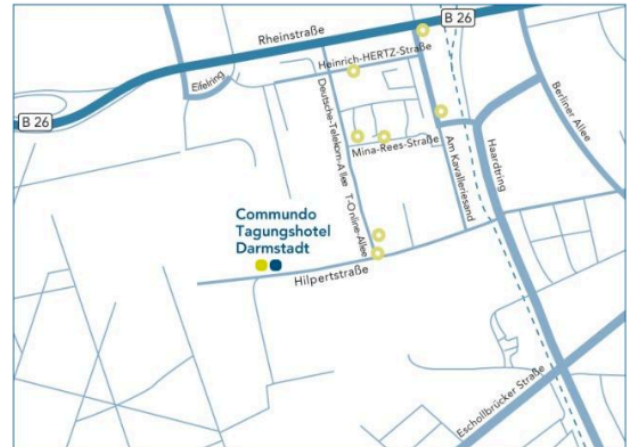 B 26
Rheinstraße
Heinrich-HERTZ-Straße
Eifelring
B 26
Deutsche-Telekom-Allee
Berliner Allee
Mina-Rees-Straße
Am Kavalleriesand
Haardtring
T-Online-Allee
Commundo
Tagungshotel
Darmstadt
Hilpertstraße
Eschollbrücker Straße